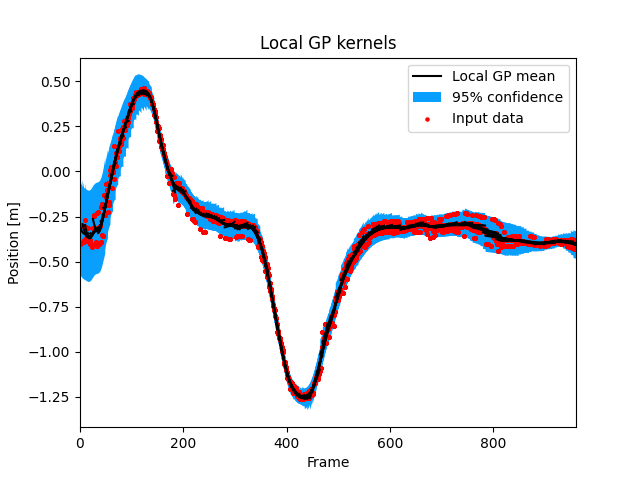 Local GP kernels
Local GP mean
95% confidence
Input data
0.50
0.25
0.00
−0.25
−0.50
−0.75
−1.00
−1.25
Position [m]
0 200 400 600 800
Frame